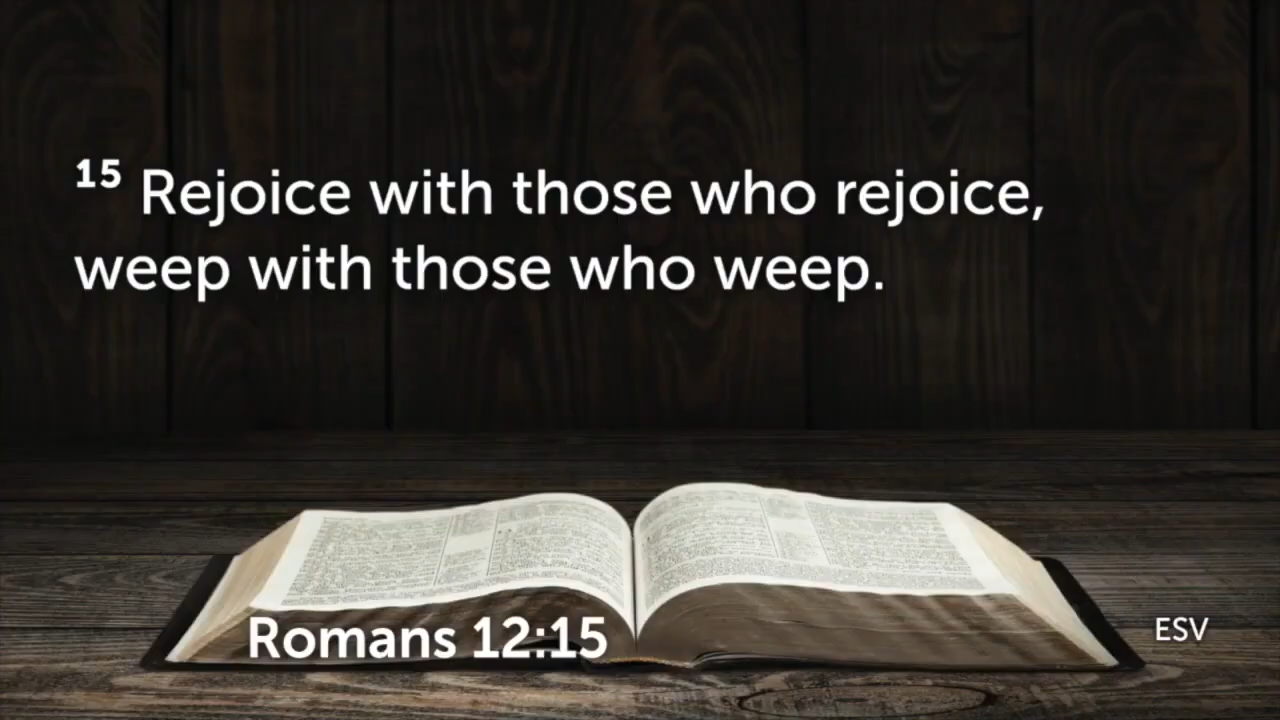 15 Rejoice with those who rejoice,
weep with those who weep.
Romans 12:15
ESV